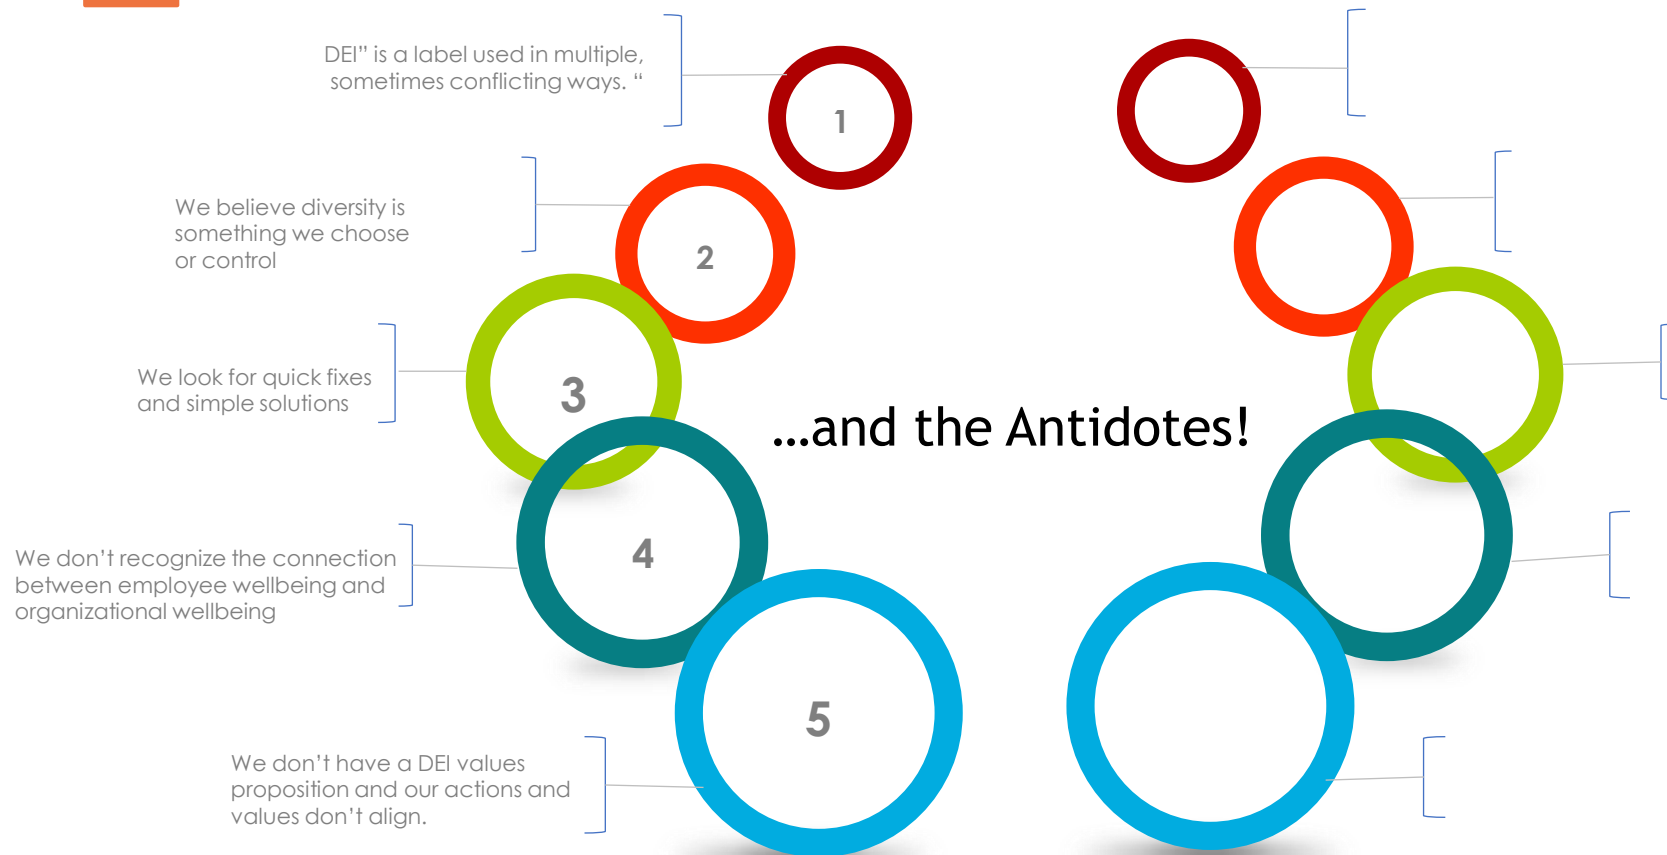 DEI” is a label used in multiple,
sometimes conflicting ways. “
1
We believe diversity is
something we choose
or control
2
We look for quick fixes
and simple solutions
3
…and the Antidotes!
We don’t recognize the connection
between employee wellbeing and
organizational wellbeing
4
We don’t have a DEI values
proposition and our actions and
values don’t align.
5